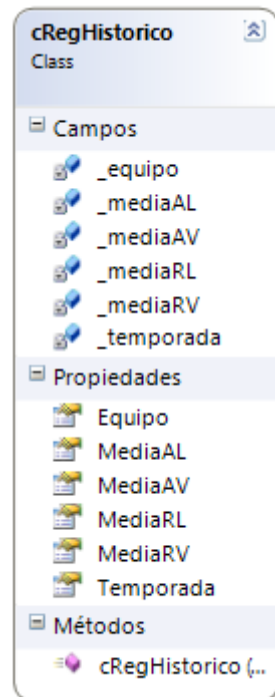 cRegHistorico
Class
Campos
_equipo
_mediaAL
_mediaAV
_mediaRL
_mediaRV
_temporada
Propiedades
Equipo
MediaAL
MediaAV
MediaRL
MediaRV
Temporada
Métodos
cRegHistorico (...